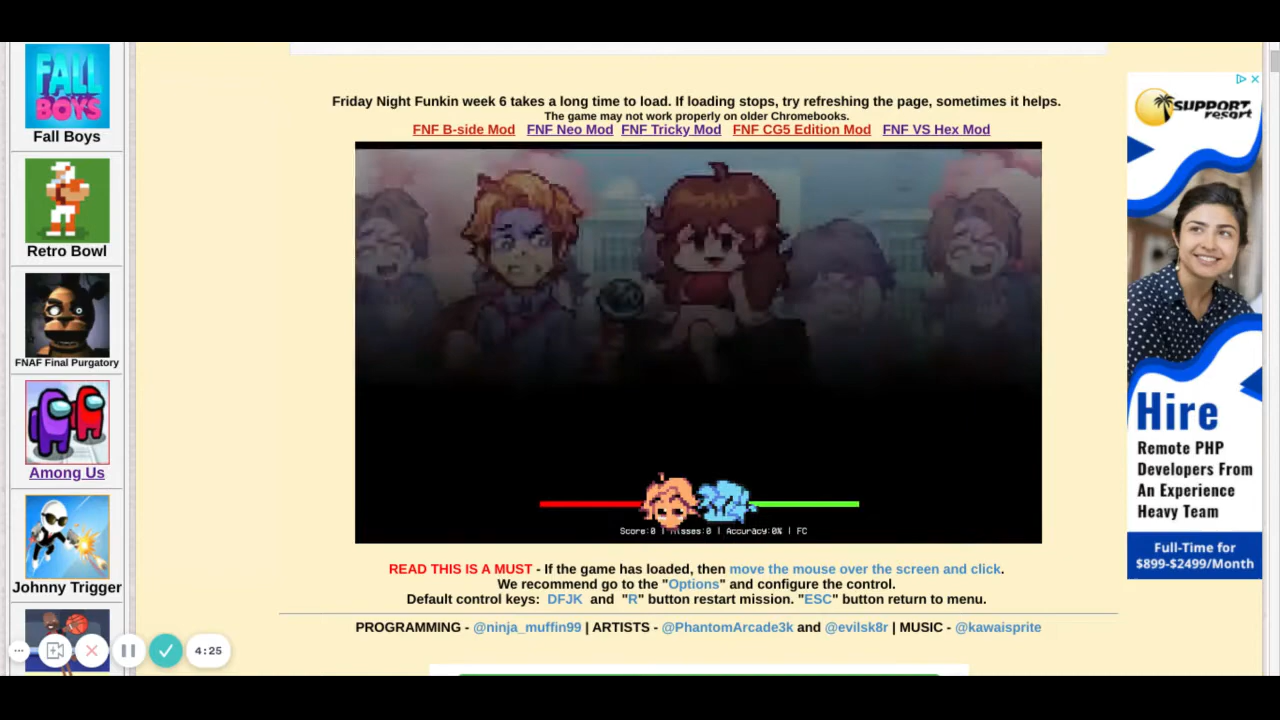 FALL
BOYS
Fall Boys
Retro Bowl
FNAF Final Purgatory
Among Us
Johnny Trigger
4:25
Friday Night Funkin week 6 takes a long time to load. If loading stops, try refreshing the page, sometimes it helps.
The game may not work properly on older Chromebooks.
FNF B-side Mod FNF Neo Mod FNF Tricky Mod FNF CG5 Edition Mod FNF VS Hex Mod
Score:0 | Misses:0 | Accuracy:0% | FC
READ THIS IS A MUST - If the game has loaded, then move the mouse over the screen and click.
We recommend go to the "Options" and configure the control.
Default control keys: DFJK and "R" button restart mission. "ESC" button return to menu.
PROGRAMMING - @ninja_muffin99 | ARTISTS - @PhantomArcade3k and @evilsk8r | MUSIC - @kawaisprite
SUPPORT
resort
Hire
Remote PHP
Developers From
An Experience
Heavy Team
Full-Time for
$899-$2499/Month